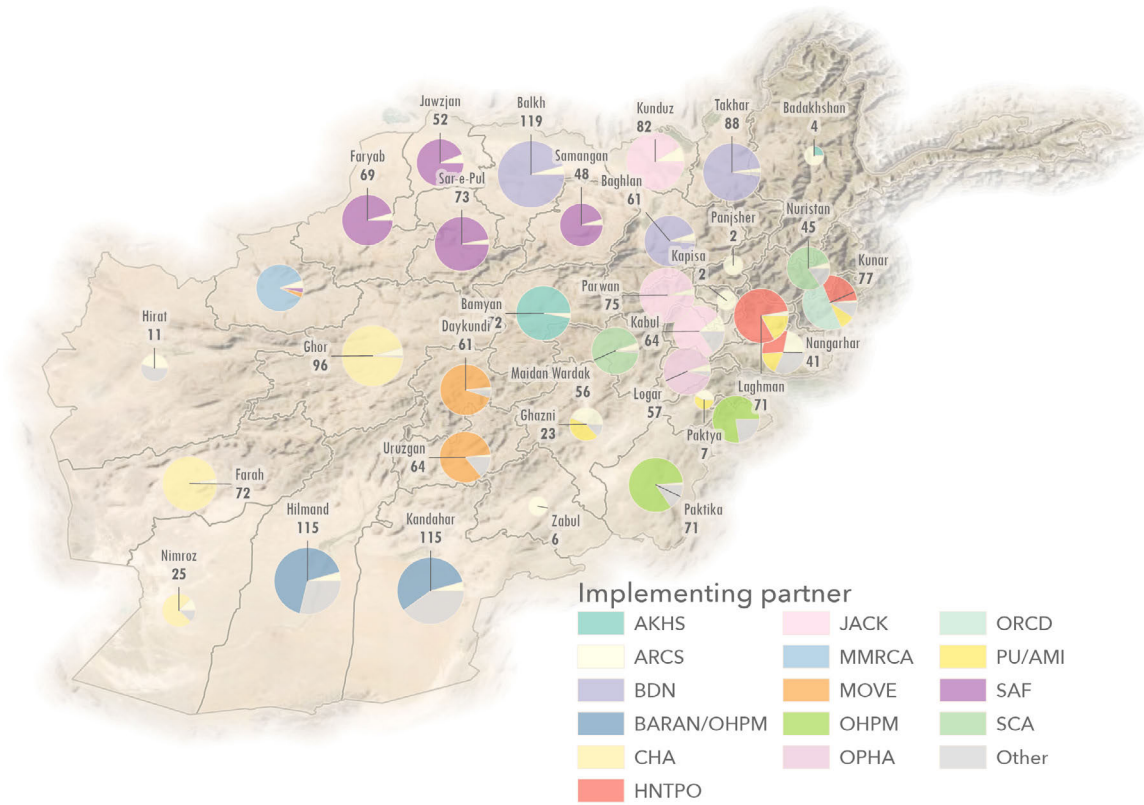 Jawzjan
52
Balkh
119
Kunduz
82
Takhar
88
Badakhshan
4
Faryab
69
Sar-e-Pul
73
Samangan
48
Baghlan
61
Panjsher
2
Nuristan
45
Kunar
77
Kapisa
2
Parwan
75
Bamyan
72
Kabul
64
Hirat
11
Ghor
96
Daykundi
61
Maidan Wardak
56
Nangarhar
41
Logar
57
Laghman
71
Ghazni
23
Paktya
7
Uruzgan
64
Farah
72
Hilmand
115
Kandahar
115
Zabul
6
Paktika
71
Nimroz
25
Implementing partner
AKHS
ARCS
BDN
BARAN/OHPM
CHA
HNTPO
JACK
MMRCA
MOVE
OHPM
OPHA
ORCD
PU/AMI
SAF
SCA
Other